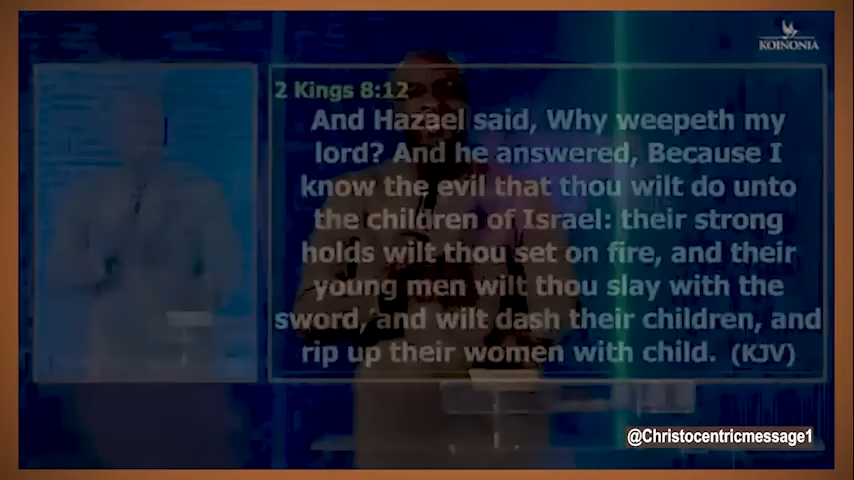 KOINONIA
2 Kings 8:12
And Hazael said, Why weepeth my
lord? And he answered, Because I
know the evil that thou wilt do unto
the children of Israel: their strong
holds wilt thou set on fire, and their
young men wilt thou slay with the
sword, and wilt dash their children, and
rip up their women with child. (KJV)
@Christocentricmessage1